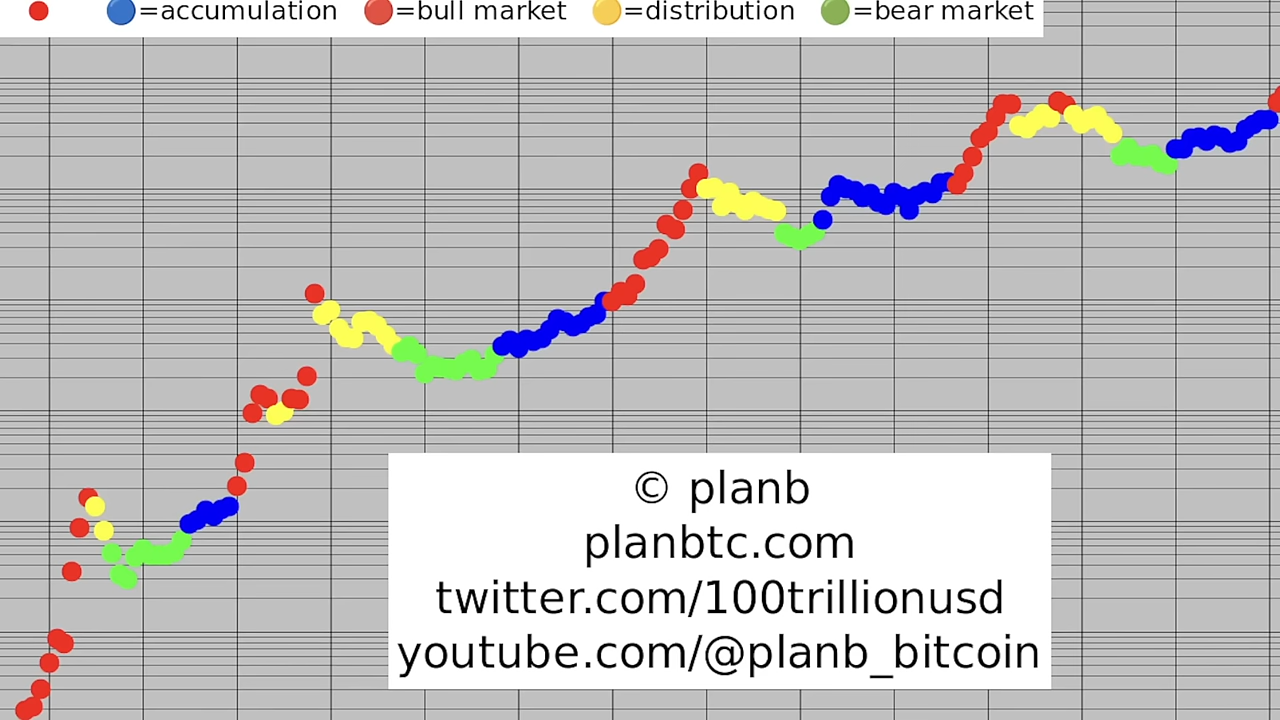 =accumulation =bull market =distribution =bear market
© planb
planbtc.com
twitter.com/100trillionusd
youtube.com/@planb_bitcoin